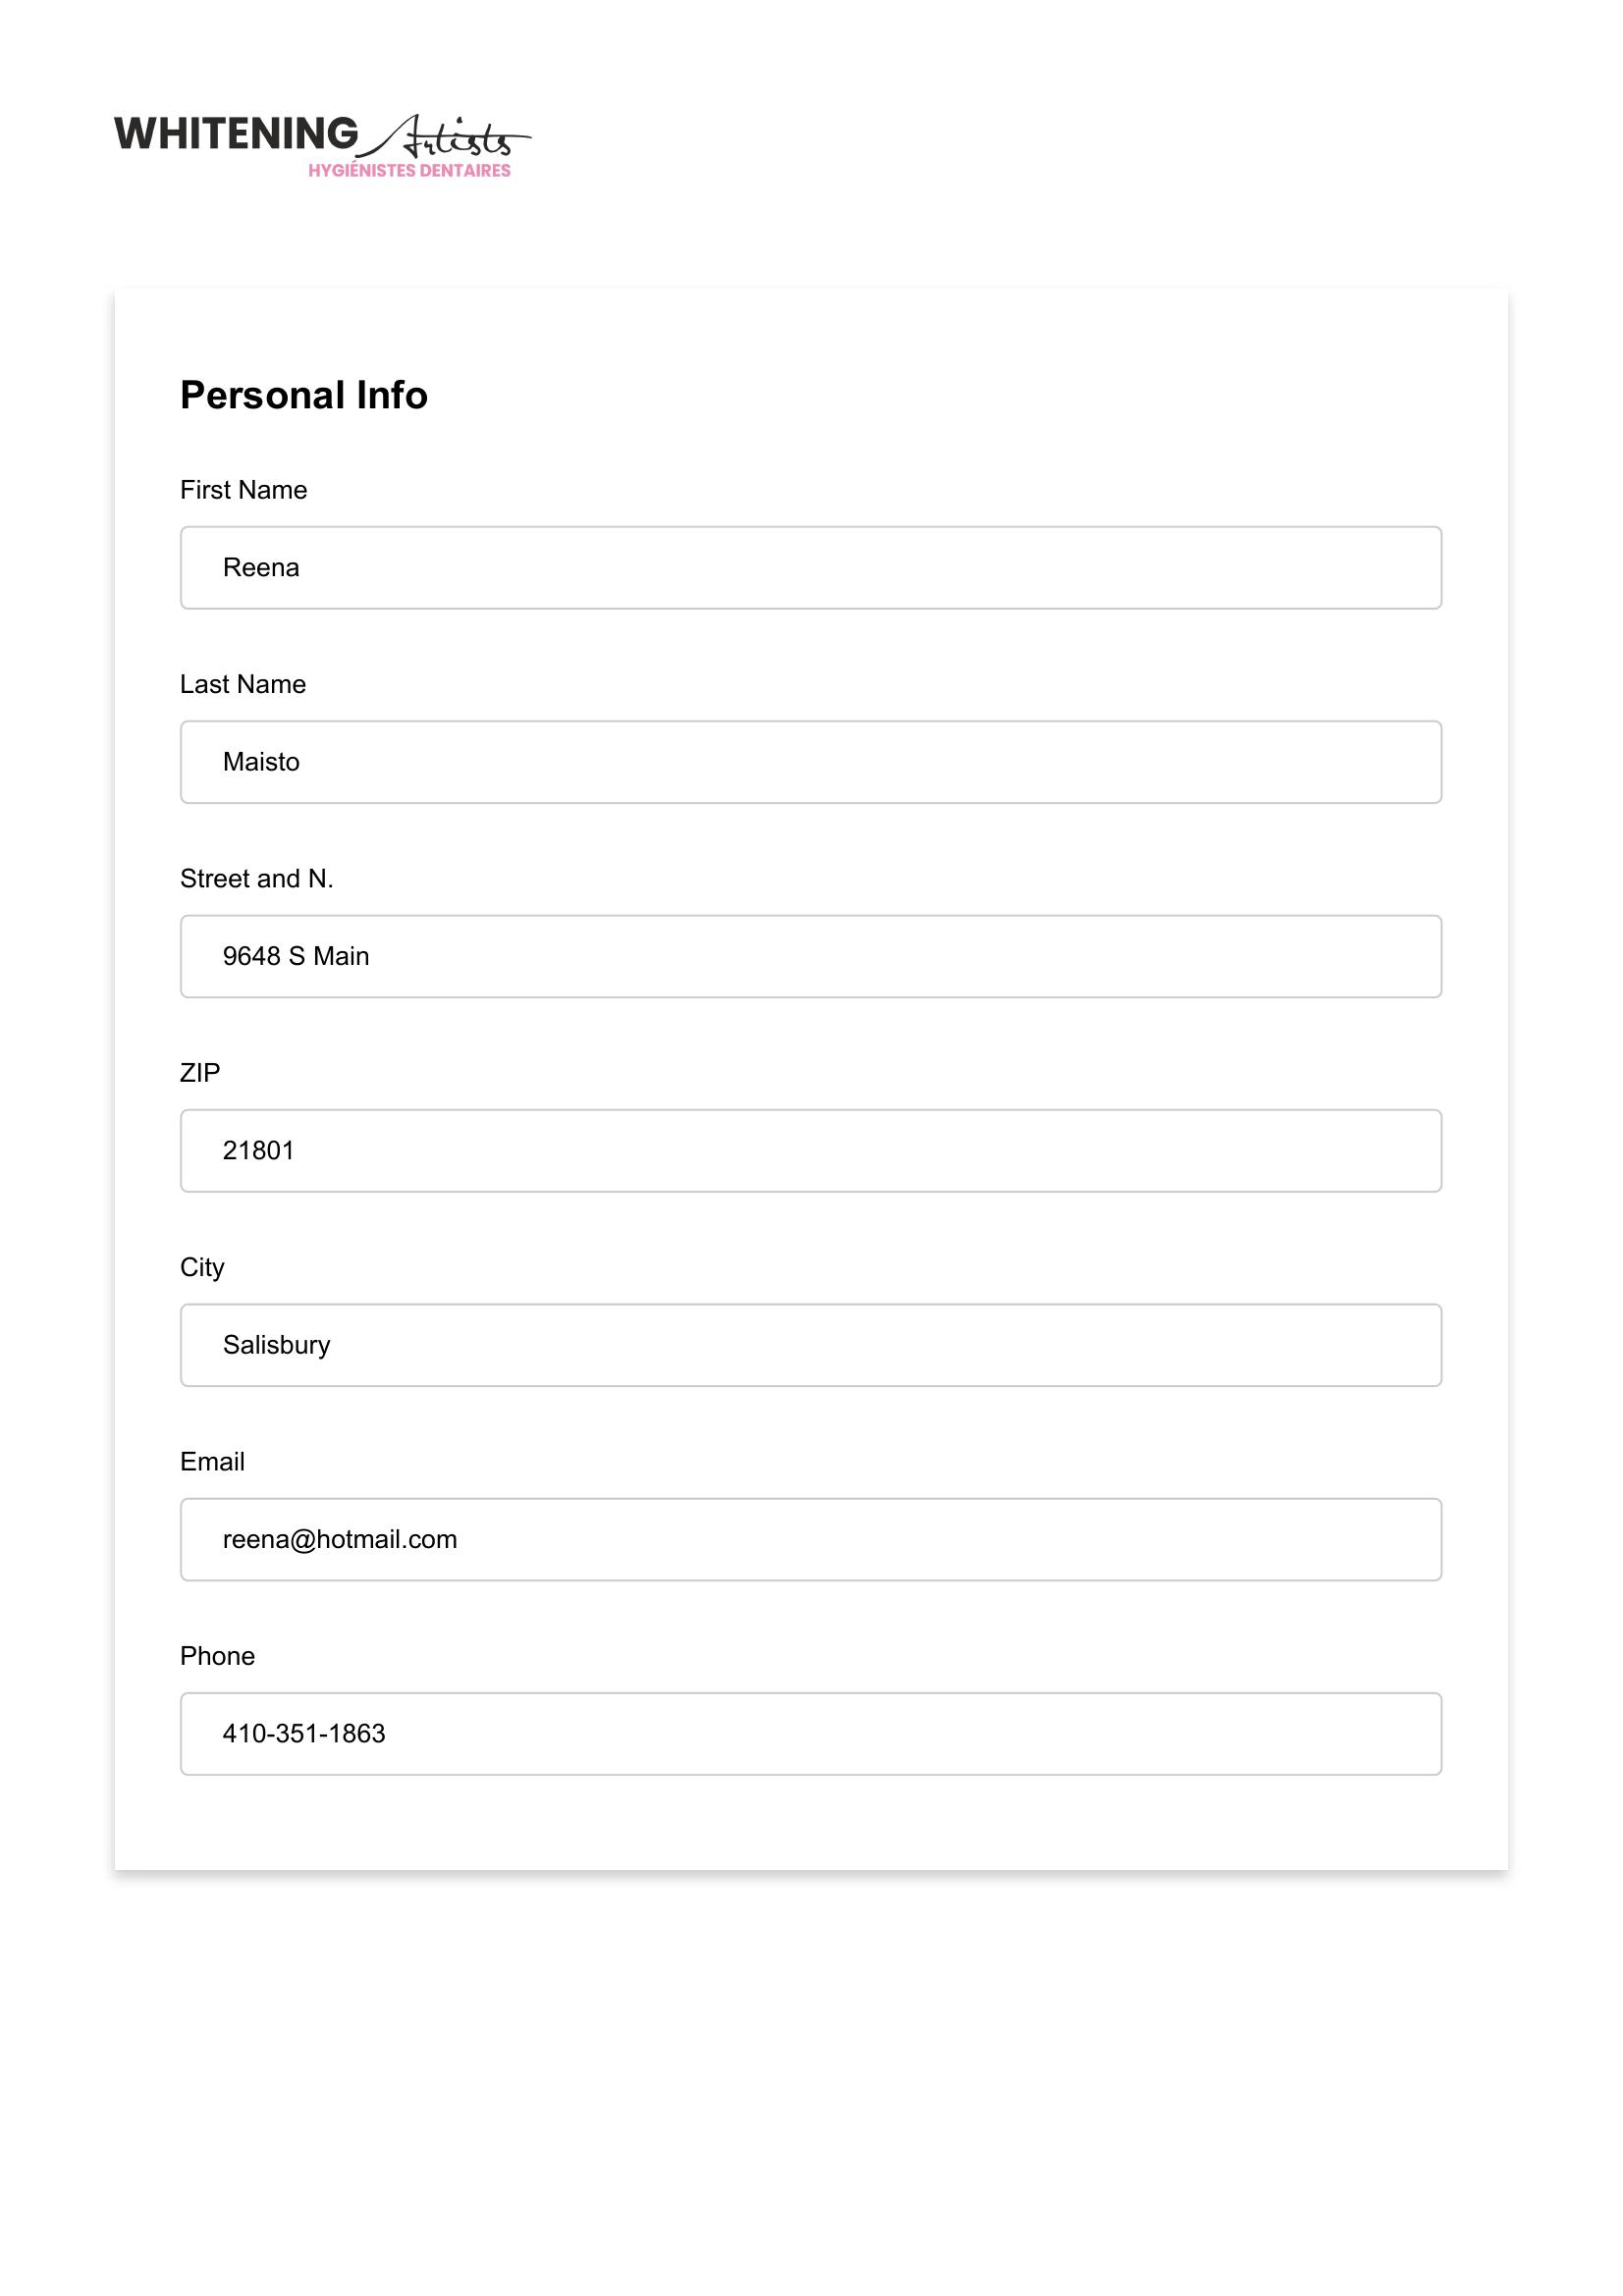 WHITENING Artists
HYGIÉNISTES DENTAIRES
Personal Info
First Name
Reena
Last Name
Maisto
Street and N.
9648 S Main
ZIP
21801
City
Salisbury
Email
reena@hotmail.com
Phone
410-351-1863